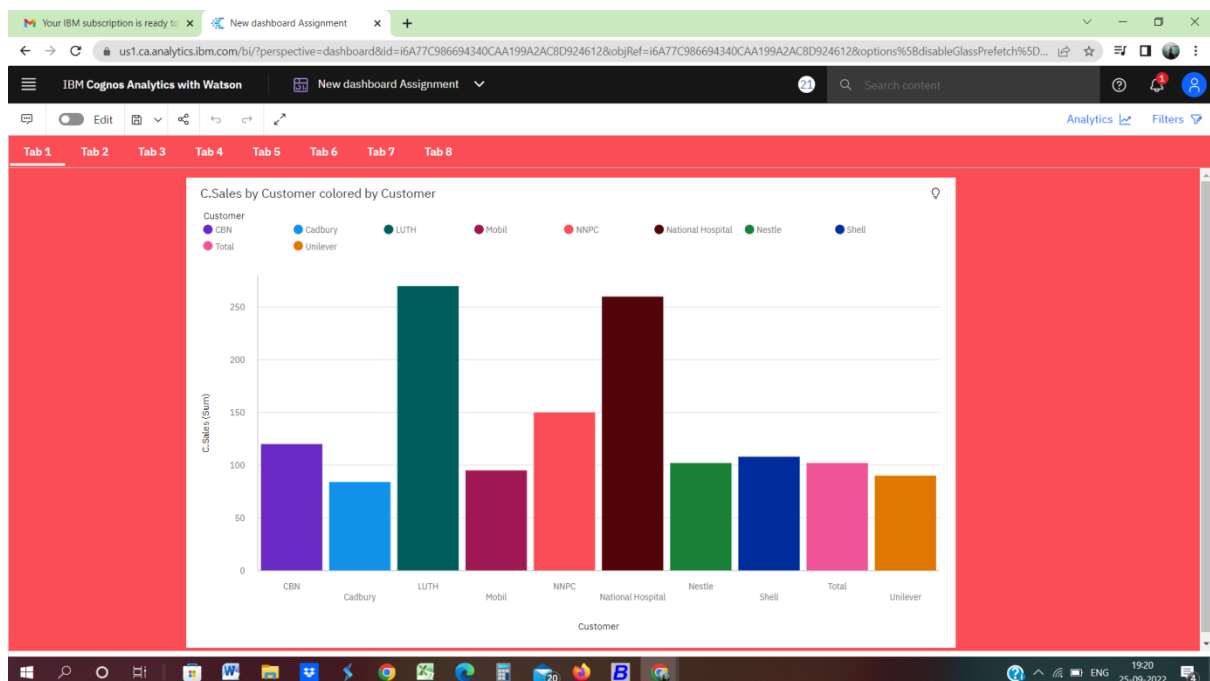 Your IBM subscription is ready to
New dashboard Assignment
us1.ca.analytics.ibm.com/bi/?perspective=dashboard&id=i6A77C986694340CAA199A2AC8D924612&objRef=i6A77C986694340CAA199A2AC8D924612&options%5BdisableGlassPrefetch%5D...
IBM Cognos Analytics with Watson
New dashboard Assignment
21
Search content
1
Edit
Analytics
Filters
Tab 1 Tab 2 Tab 3 Tab 4 Tab 5 Tab 6 Tab 7 Tab 8
C.Sales by Customer colored by Customer
Customer
CBN Cadbury LUTH Mobil NNPC National Hospital Nestle Shell
Total Unilever
C.Sales (Sum)
250
200
150
100
50
0
CBN LUTH NNPC Nestle Total
Cadbury Mobil National Hospital Shell Unilever
Customer
20
ENG
19:20
25-09-2022
4